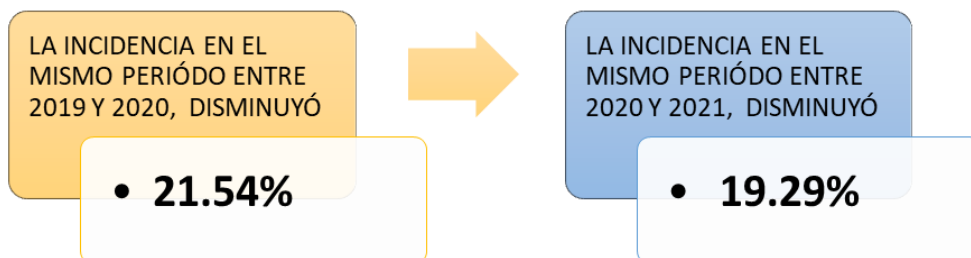 LA INCIDENCIA EN EL
MISMO PERIÓDO ENTRE
2019 Y 2020, DISMINUYÓ
• 21.54%
LA INCIDENCIA EN EL
MISMO PERIÓDO ENTRE
2020 Y 2021, DISMINUYÓ
• 19.29%